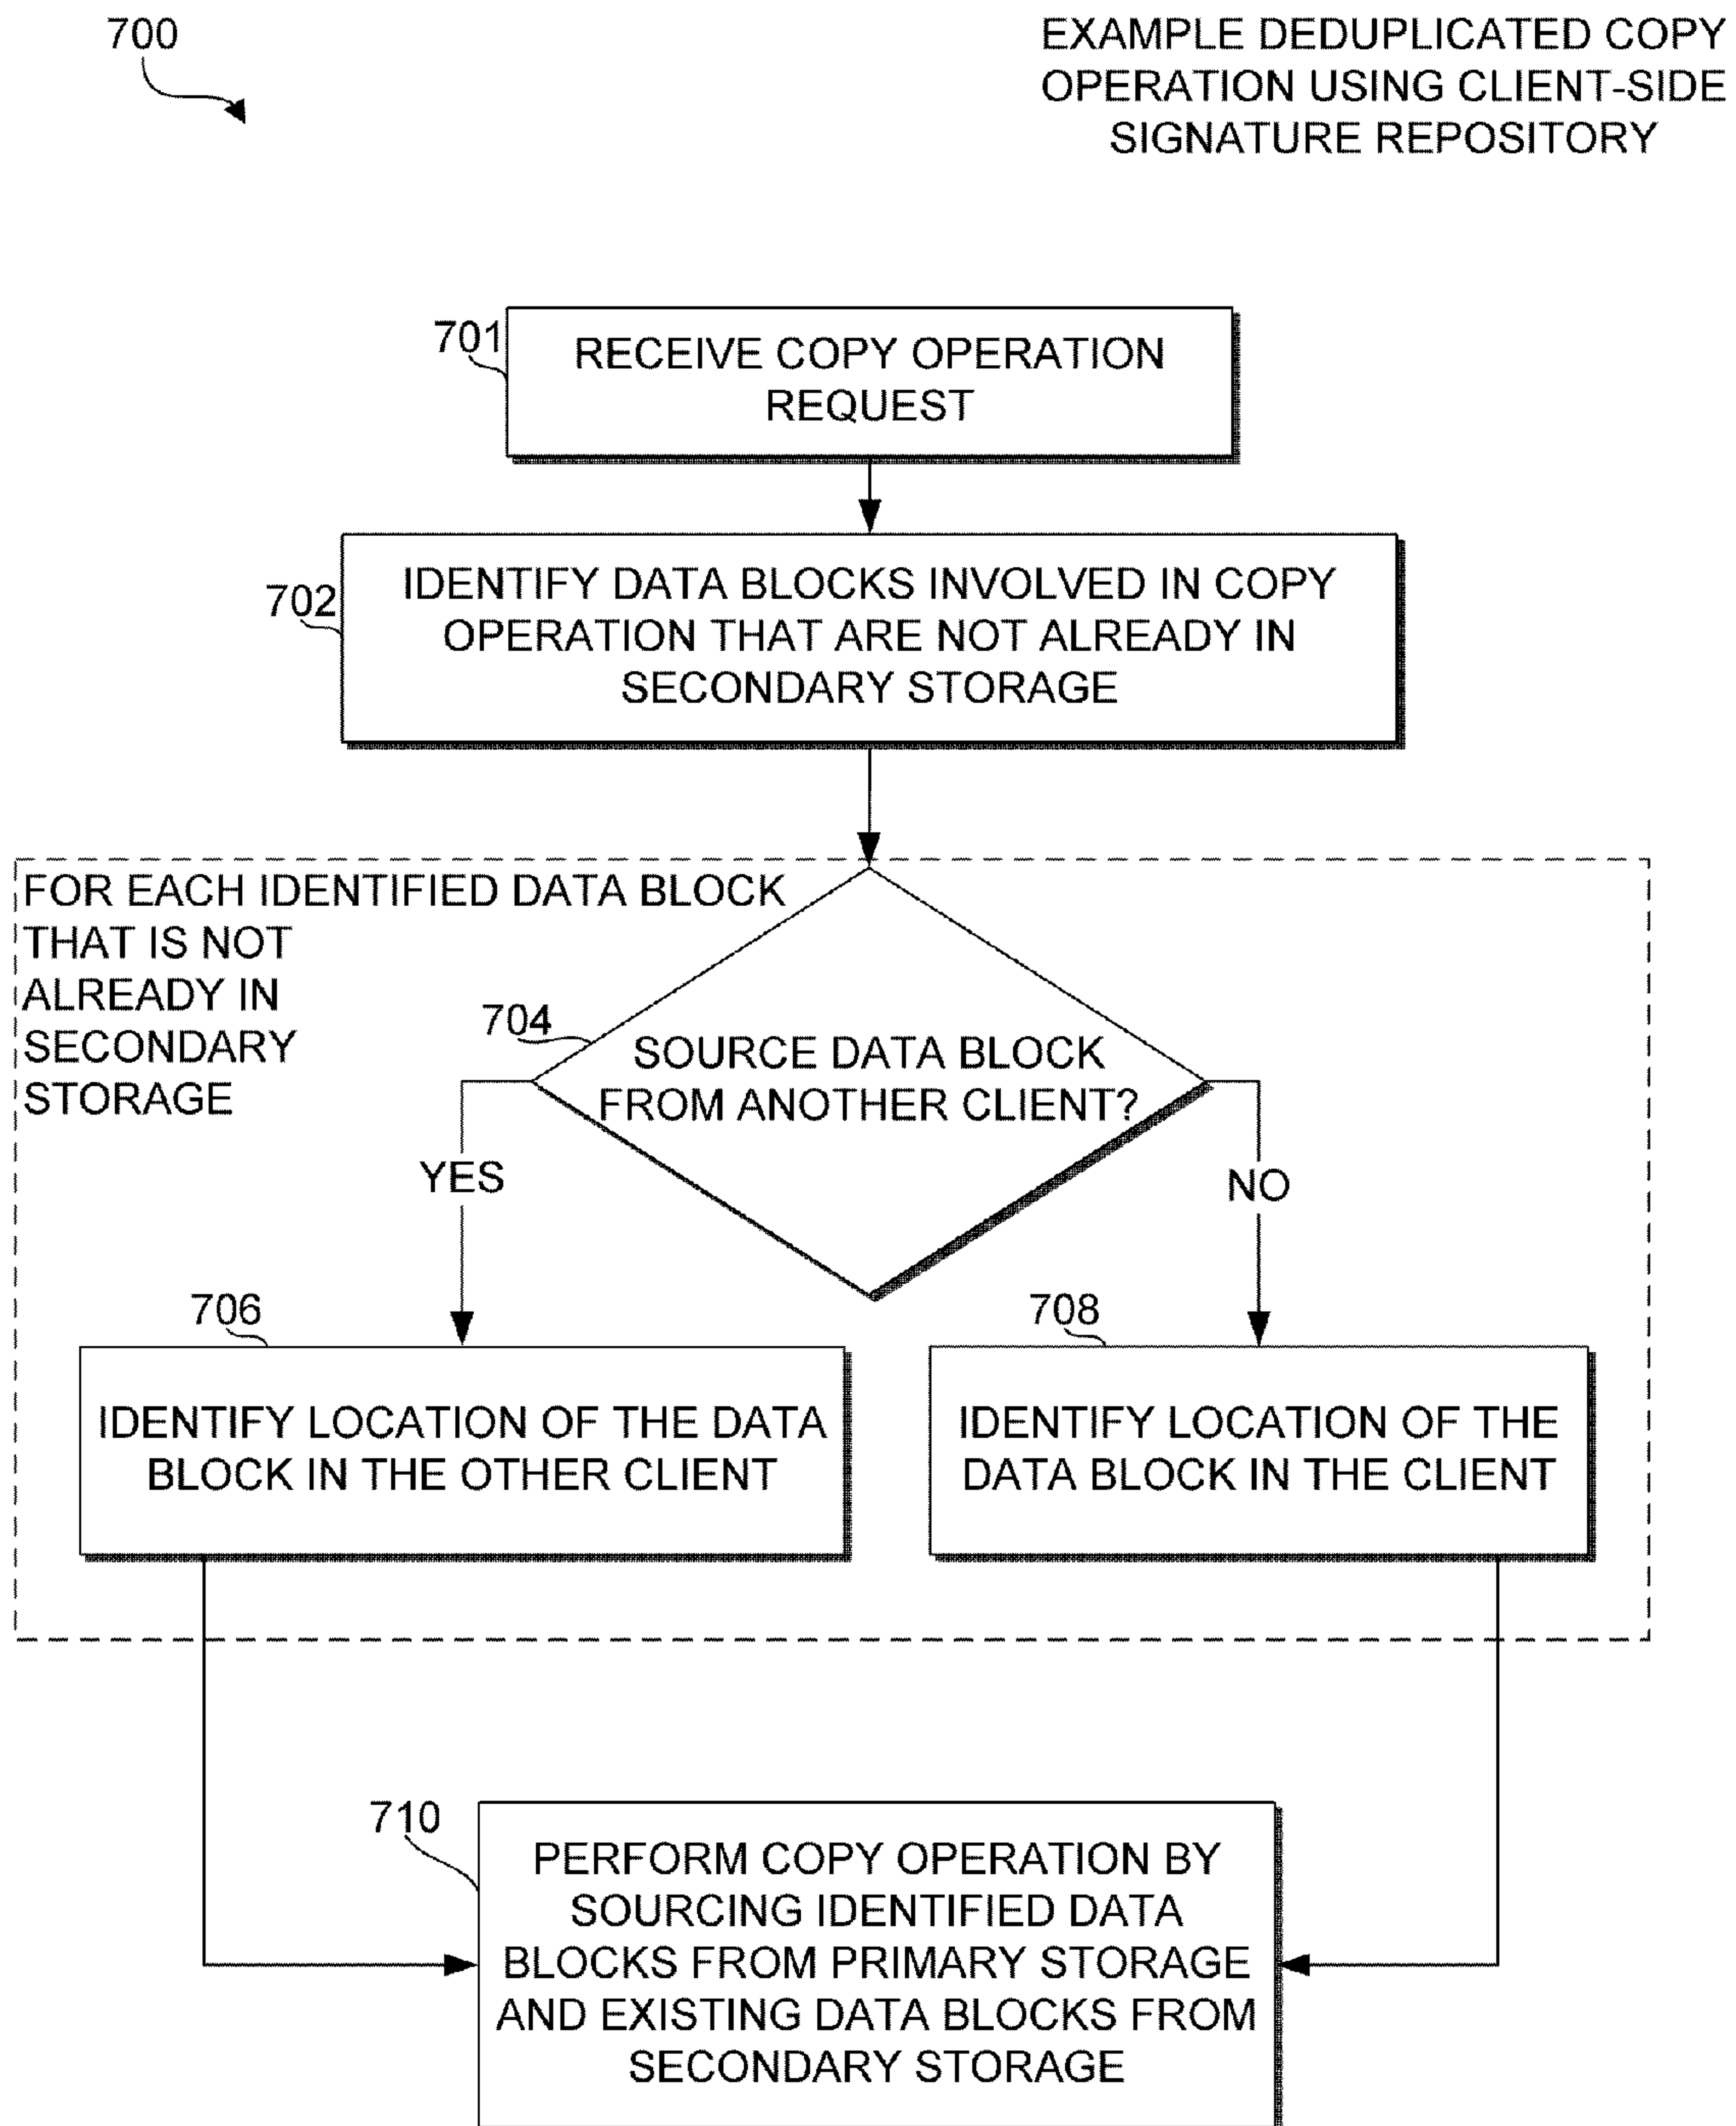 700
EXAMPLE DEDUPLICATED COPY
OPERATION USING CLIENT-SIDE
SIGNATURE REPOSITORY
701
RECEIVE COPY OPERATION
REQUEST
702
IDENTIFY DATA BLOCKS INVOLVED IN COPY
OPERATION THAT ARE NOT ALREADY IN
SECONDARY STORAGE
FOR EACH IDENTIFIED DATA BLOCK
THAT IS NOT
ALREADY IN
SECONDARY
STORAGE
704
SOURCE DATA BLOCK
FROM ANOTHER CLIENT?
YES
NO
706
IDENTIFY LOCATION OF THE DATA
BLOCK IN THE OTHER CLIENT
708
IDENTIFY LOCATION OF THE
DATA BLOCK IN THE CLIENT
710
PERFORM COPY OPERATION BY
SOURCING IDENTIFIED DATA
BLOCKS FROM PRIMARY STORAGE
AND EXISTING DATA BLOCKS FROM
SECONDARY STORAGE